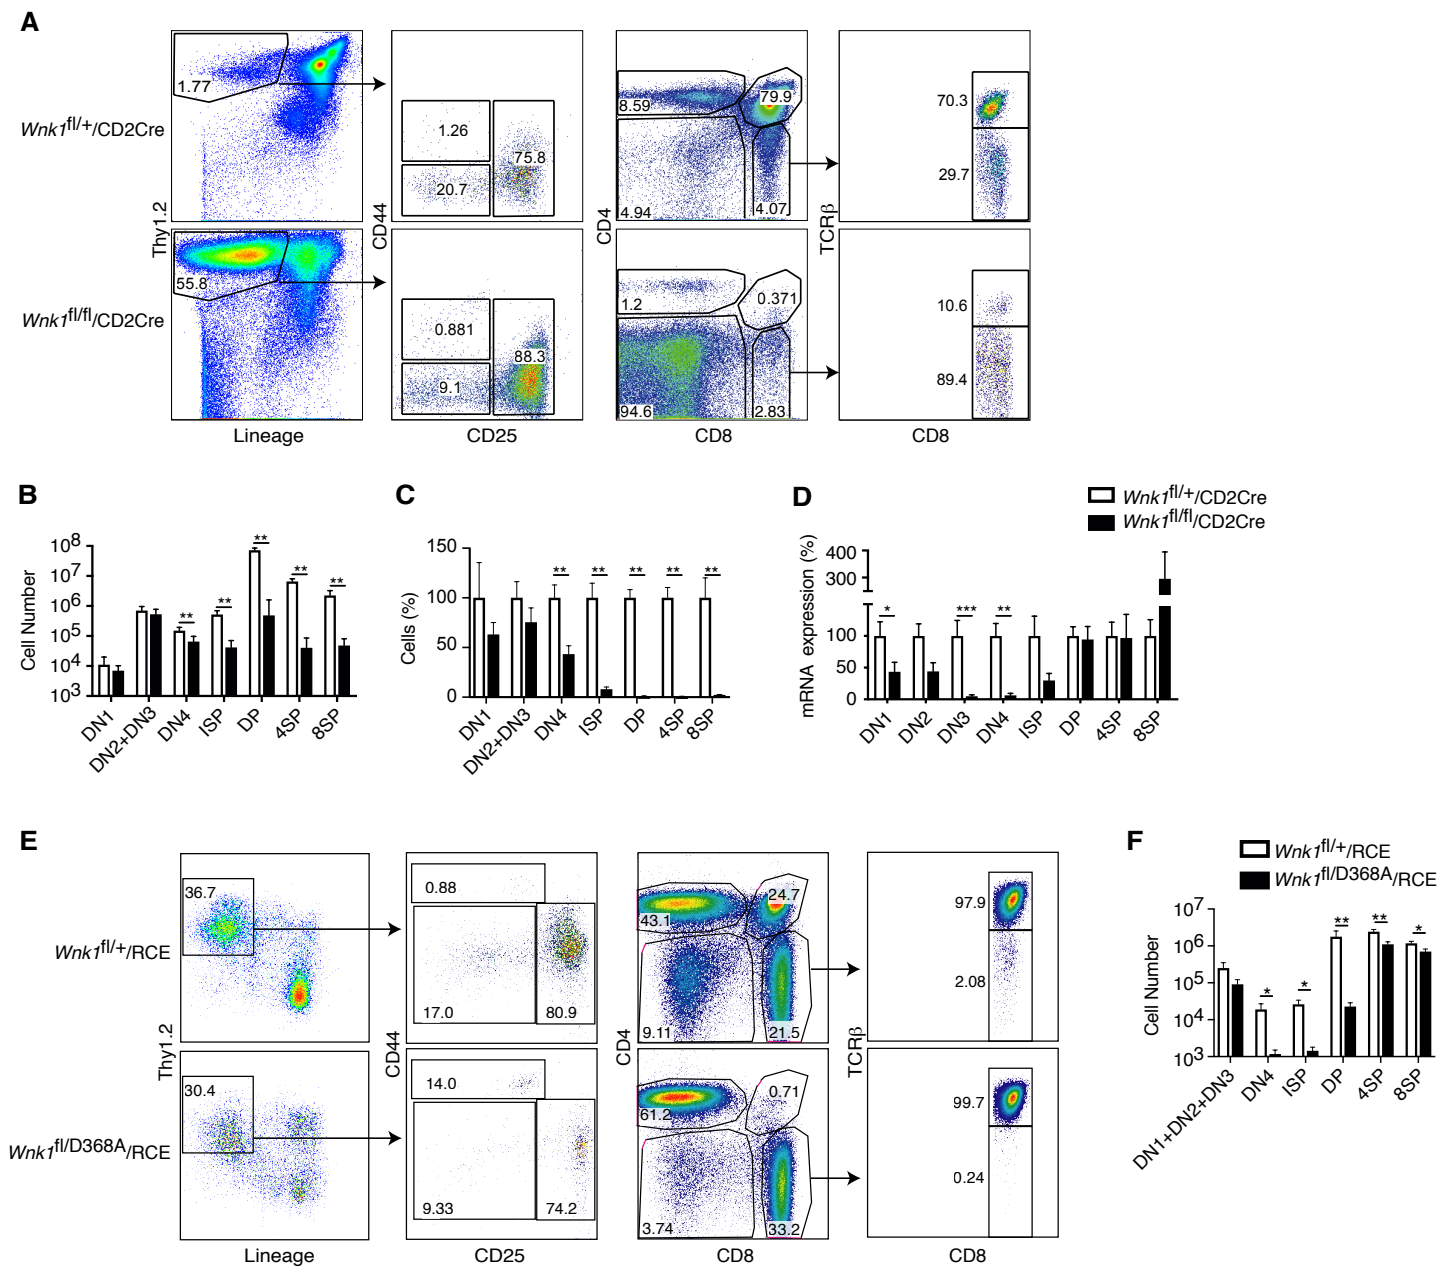 A
Wnk1fl/+/CD2Cre
Wnk1fl/fl/CD2Cre
Thy1.2
1.77
55.8
Lineage
CD44
1.26
75.8
20.7
0.881
88.3
9.1
CD25
CD4
8.59
79.9
4.94
4.07
1.2
0.371
94.6
2.83
CD8
TCRβ
70.3
29.7
10.6
89.4
CD8
B
Cell Number
108
107
106
105
104
103
** ** ** ** **
DN1 DN2+DN3 DN4 ISP DP 4SP 8SP
C
Cells (%)
150
100
50
0
** ** ** ** **
DN1 DN2+DN3 DN4 ISP DP 4SP 8SP
D
Wnk1fl/+/CD2Cre
Wnk1fl/fl/CD2Cre
mRNA expression (%)
400
300
100
50
0
* *** **
DN1 DN2 DN3 DN4 ISP DP 4SP 8SP
E
Wnk1fl/+/RCE
Wnk1fl/D368A/RCE
Thy1.2
36.7
30.4
Lineage
CD44
0.88
17.0
80.9
14.0
9.33
74.2
CD25
CD4
24.7
43.1
9.11
21.5
0.71
61.2
3.74
33.2
CD8
TCRβ
97.9
2.08
99.7
0.24
CD8
F
Wnk1fl/+/RCE
Wnk1fl/D368A/RCE
Cell Number
107
106
105
104
103
* * ** ** *
DN1+DN2+DN3 DN4 ISP DP 4SP 8SP